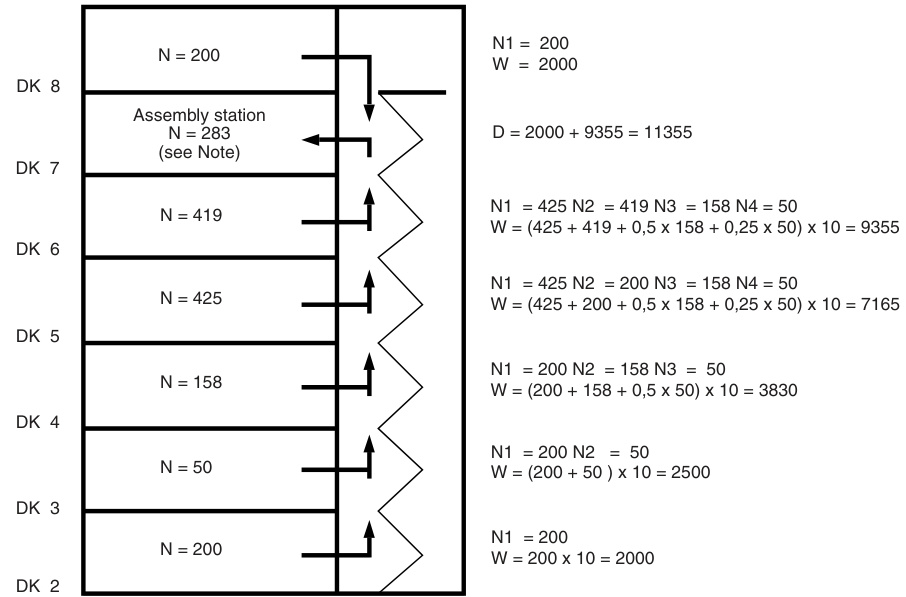 N = 200
N1 = 200
W = 2000
DK 8
Assembly station
N = 283
(see Note)
D = 2000 + 9355 = 11355
DK 7
N = 419
N1 = 425 N2 = 419 N3 = 158 N4 = 50
W = (425 + 419 + 0,5 x 158 + 0,25 x 50) x 10 = 9355
DK 6
N = 425
N1 = 425 N2 = 200 N3 = 158 N4 = 50
W = (425 + 200 + 0,5 x 158 + 0,25 x 50) x 10 = 7165
DK 5
N = 158
N1 = 200 N2 = 158 N3 = 50
W = (200 + 158 + 0,5 x 50) x 10 = 3830
DK 4
N = 50
N1 = 200 N2 = 50
W = (200 + 50 ) x 10 = 2500
DK 3
N = 200
N1 = 200
W = 200 x 10 = 2000
DK 2